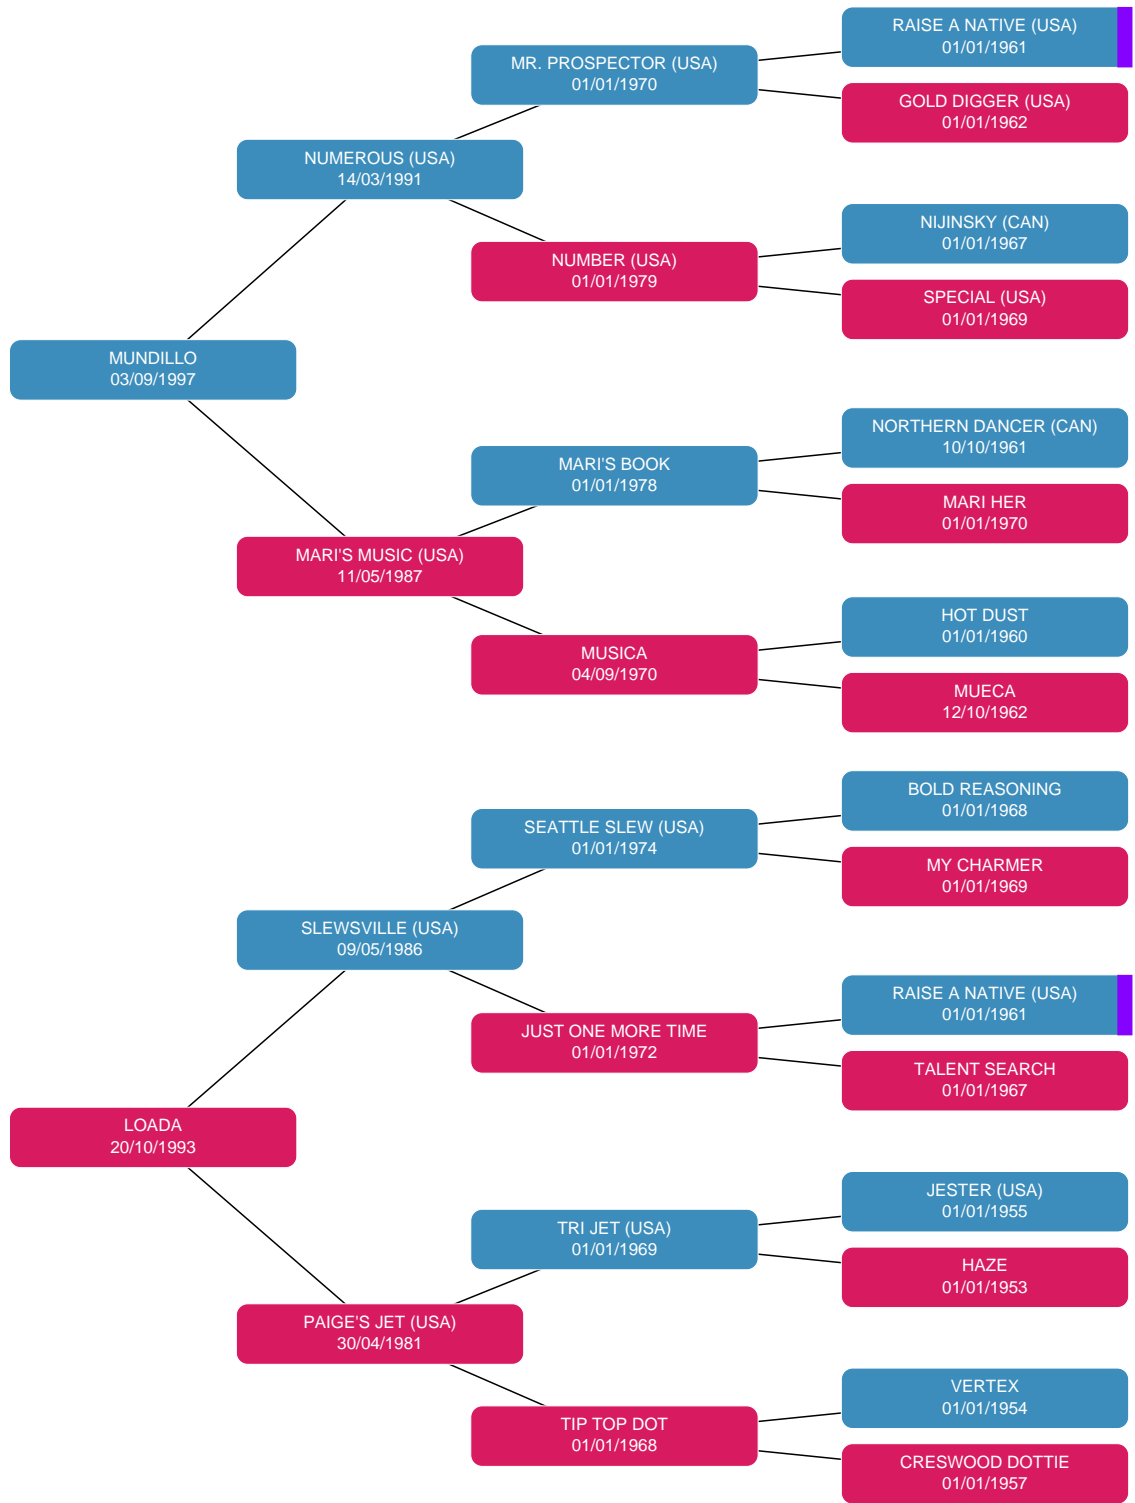 RAISE A NATIVE (USA)
01/01/1961
MR. PROSPECTOR (USA)
01/01/1970
GOLD DIGGER (USA)
01/01/1962
NUMEROUS (USA)
14/03/1991
NIJINSKY (CAN)
01/01/1967
NUMBER (USA)
01/01/1979
SPECIAL (USA)
01/01/1969
MUNDILLO
03/09/1997
NORTHERN DANCER (CAN)
10/10/1961
MARI'S BOOK
01/01/1978
MARI HER
01/01/1970
MARI'S MUSIC (USA)
11/05/1987
HOT DUST
01/01/1960
MUSICA
04/09/1970
MUECA
12/10/1962
BOLD REASONING
01/01/1968
SEATTLE SLEW (USA)
01/01/1974
MY CHARMER
01/01/1969
SLEWSVILLE (USA)
09/05/1986
RAISE A NATIVE (USA)
01/01/1961
JUST ONE MORE TIME
01/01/1972
TALENT SEARCH
01/01/1967
LOADA
20/10/1993
JESTER (USA)
01/01/1955
TRI JET (USA)
01/01/1969
HAZE
01/01/1953
PAIGE'S JET (USA)
30/04/1981
VERTEX
01/01/1954
TIP TOP DOT
01/01/1968
CRESWOOD DOTTIE
01/01/1957